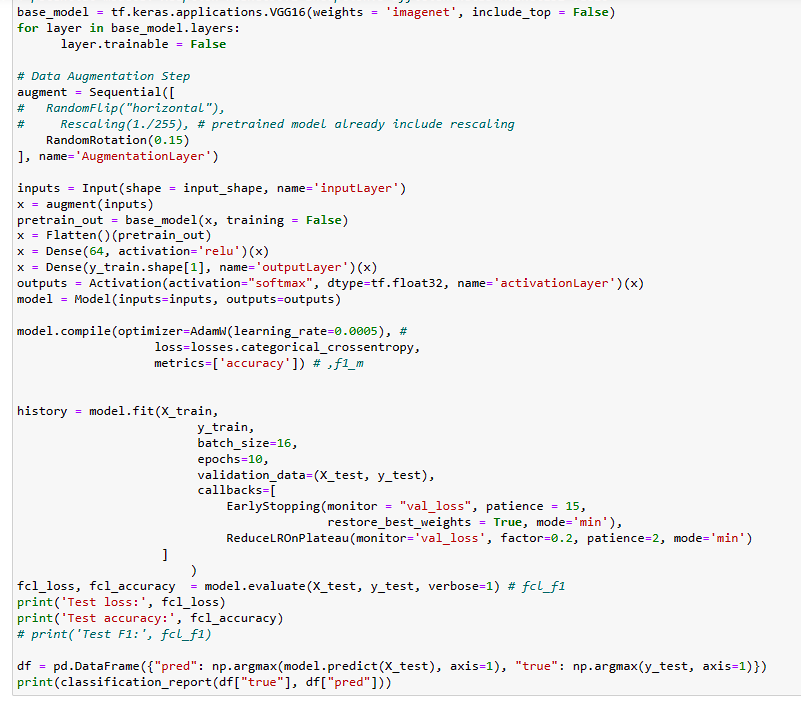 base_model = tf.keras.applications.VGG16(weights = 'imagenet', include_top = False)
for layer in base_model.layers:
      layer.trainable = False

# Data Augmentation Step
augment = Sequential([
#   RandomFlip("horizontal"),
#     Rescaling(1./255), # pretrained model already include rescaling
    RandomRotation(0.15)
], name='AugmentationLayer')

inputs = Input(shape = input_shape, name='inputLayer')
x = augment(inputs)
pretrain_out = base_model(x, training = False)
x = Flatten()(pretrain_out)
x = Dense(64, activation='relu')(x)
x = Dense(y_train.shape[1], name='outputLayer')(x)
outputs = Activation(activation="softmax", dtype=tf.float32, name='activationLayer')(x)
model = Model(inputs=inputs, outputs=outputs)

model.compile(optimizer=AdamW(learning_rate=0.0005), #
                   loss=losses.categorical_crossentropy,
                   metrics=['accuracy']) # ,f1_m


history = model.fit(X_train,
                         y_train,
                         batch_size=16,
                         epochs=10,
                         validation_data=(X_test, y_test),
                         callbacks=[
                             EarlyStopping(monitor = "val_loss", patience = 15,
                                           restore_best_weights = True, mode='min'),
                             ReduceLROnPlateau(monitor='val_loss', factor=0.2, patience=2, mode='min')
                    ]
                        )
fcl_loss, fcl_accuracy  = model.evaluate(X_test, y_test, verbose=1) # fcl_f1
print('Test loss:', fcl_loss)
print('Test accuracy:', fcl_accuracy)
# print('Test F1:', fcl_f1)

df = pd.DataFrame({"pred": np.argmax(model.predict(X_test), axis=1), "true": np.argmax(y_test, axis=1)})
print(classification_report(df["true"], df["pred"]))